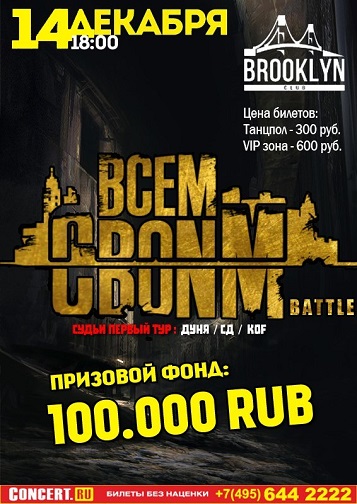 14 ДЕКАБРЯ
18:00
BROOKLYN
CLUB
Цена билетов:
Танцпол - 300 руб.
VIP зона - 600 руб.
ВСЕМ
СВОИМ
BATTLE
СУДЬИ ПЕРВЫЙ ТУР : ДУНЯ / СД / KOF
ПРИЗОВОЙ ФОНД:
100.000 RUB
CONCERT.RU БИЛЕТЫ БЕЗ НАЦЕНКИ +7(495) 644 2222